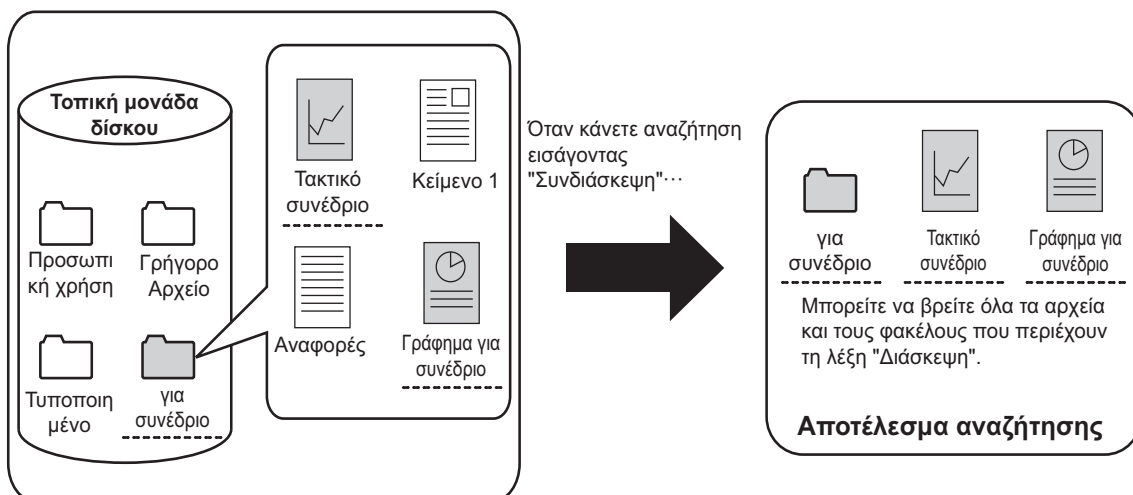 Τοπική μονάδα
δίσκου
Προσωπι
κή χρήση
Γρήγορο
Αρχείο
Τυποποιη
μένο
για
συνέδριο
Τακτικό
συνέδριο
Κείμενο 1
Αναφορές
Γράφημα για
συνέδριο
Όταν κάνετε αναζήτηση
εισάγοντας
"Συνδιάσκεψη"···
για
συνέδριο
Τακτικό
συνέδριο
Γράφημα για
συνέδριο
Μπορείτε να βρείτε όλα τα αρχεία
και τους φακέλους που περιέχουν
τη λέξη "Διάσκεψη".
Αποτέλεσμα αναζήτησης